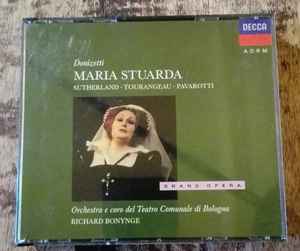 DECCA
ADRM
Donizetti
MARIA STUARDA
SUTHERLAND · TOURANGEAU · PAVAROTTI
GRAND OPERA
Orchestra e coro del Teatro Comunale di Bologna
RICHARD BONYNGE